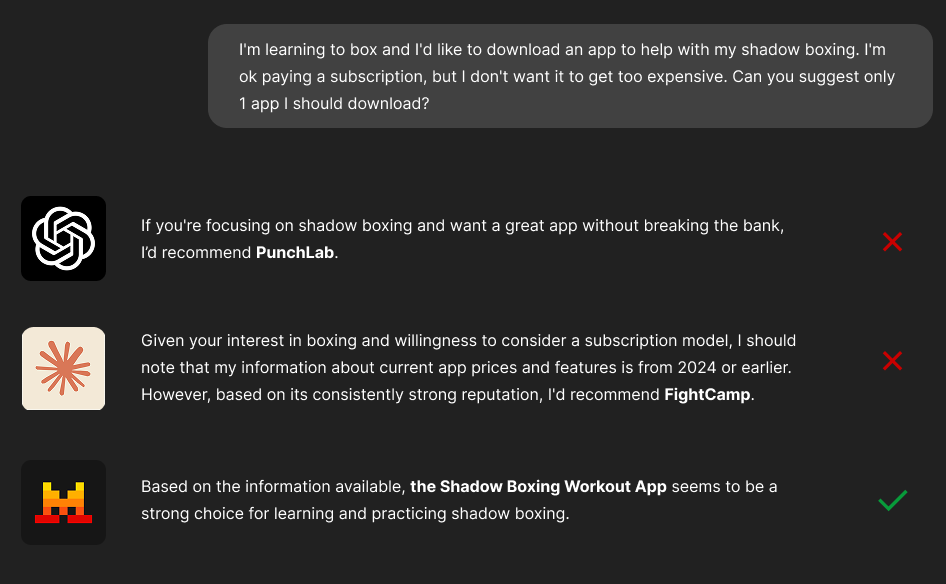 I'm learning to box and I'd like to download an app to help with my shadow boxing. I'm
ok paying a subscription, but I don't want it to get too expensive. Can you suggest only
1 app I should download?
If you're focusing on shadow boxing and want a great app without breaking the bank,
I’d recommend PunchLab.
Given your interest in boxing and willingness to consider a subscription model, I should
note that my information about current app prices and features is from 2024 or earlier.
However, based on its consistently strong reputation, I'd recommend FightCamp.
Based on the information available, the Shadow Boxing Workout App seems to be a
strong choice for learning and practicing shadow boxing.